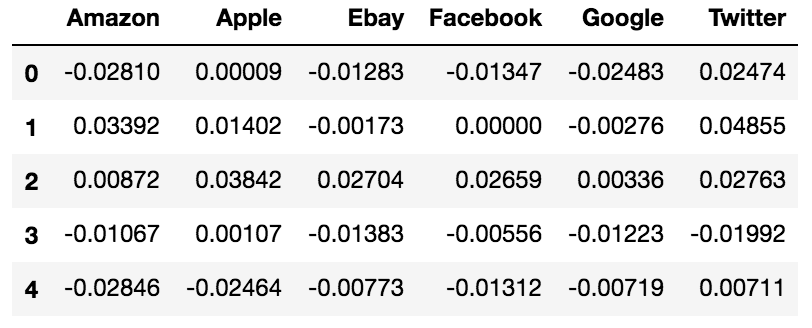 Amazon Apple Ebay Facebook Google Twitter
0 -0.02810 0.00009 -0.01283 -0.01347 -0.02483 0.02474
1 0.03392 0.01402 -0.00173 0.00000 -0.00276 0.04855
2 0.00872 0.03842 0.02704 0.02659 0.00336 0.02763
3 -0.01067 0.00107 -0.01383 -0.00556 -0.01223 -0.01992
4 -0.02846 -0.02464 -0.00773 -0.01312 -0.00719 0.00711